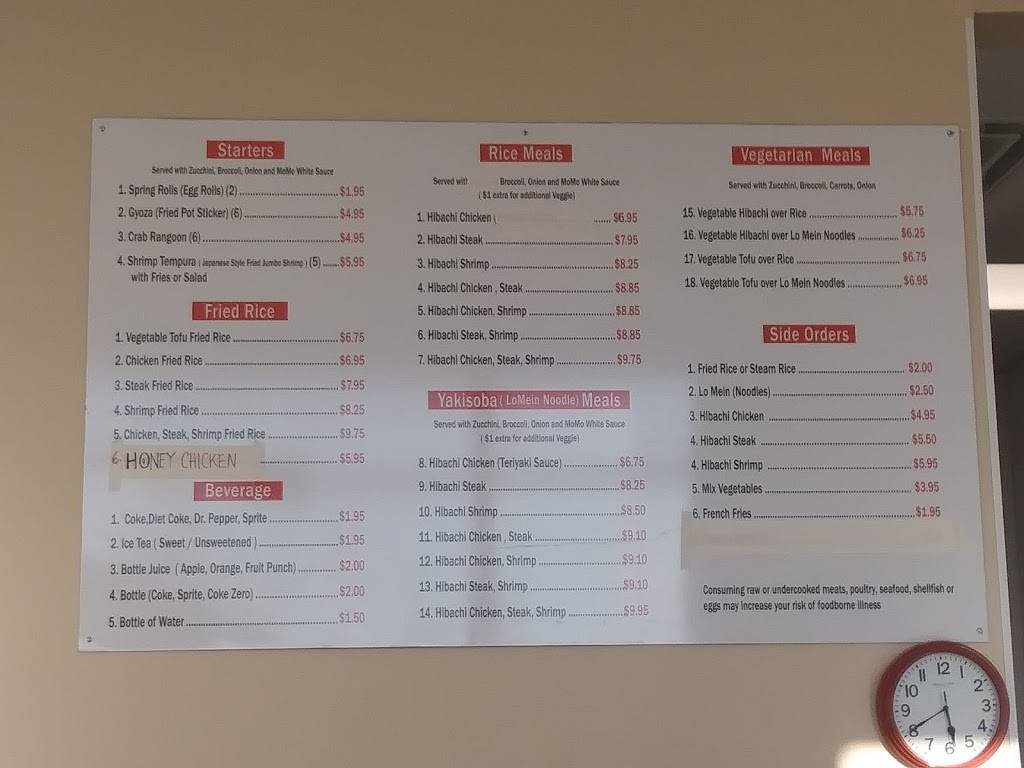 Starters
Served with Zucchini, Broccoli, Onion and MoMo White Sauce
1. Spring Rolls (Egg Rolls) (2) $1.95
2. Gyoza (Fried Pot Sticker) (6) $4.95
3. Crab Rangoon (6) $4.95
4. Shrimp Tempura ( Japanese Style Fried Jumbo Shrimp ) (5) $5.95
with Fries or Salad
Fried Rice
1. Vegetable Tofu Fried Rice $6.75
2. Chicken Fried Rice $6.95
3. Steak Fried Rice $7.95
4. Shrimp Fried Rice $8.25
5. Chicken, Steak, Shrimp Fried Rice $9.75
6. HONEY CHICKEN $5.95
Beverage
1. Coke,Diet Coke, Dr. Pepper, Sprite $1.95
2. Ice Tea ( Sweet / Unsweetened ) $1.95
3. Bottle Juice ( Apple, Orange, Fruit Punch) $2.00
4. Bottle (Coke, Sprite, Coke Zero) $2.00
5. Bottle of Water $1.50
Rice Meals
Served with Broccoli, Onion and MoMo White Sauce
( $1 extra for additional Veggie)
1. Hibachi Chicken ( $6.95
2. Hibachi Steak $7.95
3. Hibachi Shrimp $8.25
4. Hibachi Chicken , Steak $8.85
5. Hibachi Chicken, Shrimp $8.85
6. Hibachi Steak, Shrimp $8.85
7. Hibachi Chicken, Steak, Shrimp $9.75
Yakisoba ( LoMein Noodle) Meals
Served with Zucchini, Broccoli, Onion and MoMo White Sauce
( $1 extra for additional Veggie)
8. Hibachi Chicken (Teriyaki Sauce) $6.75
9. Hibachi Steak $8.25
10. Hibachi Shrimp $8.50
11. Hibachi Chicken , Steak $9.10
12. Hibachi Chicken, Shrimp $9.10
13. Hibachi Steak, Shrimp $9.10
14. Hibachi Chicken, Steak, Shrimp $9.95
Vegetarian Meals
Served with Zucchini, Broccoli, Carrots, Onion
15. Vegetable Hibachi over Rice $5.75
16. Vegetable Hibachi over Lo Mein Noodles $6.25
17. Vegetable Tofu over Rice $6.75
18. Vegetable Tofu over Lo Mein Noodles $6.95
Side Orders
1. Fried Rice or Steam Rice $2.00
2. Lo Mein (Noodles) $2.50
3. Hibachi Chicken $4.95
4. Hibachi Steak $5.50
4. Hibachi Shrimp $5.95
5. Mix Vegetables $3.95
6. French Fries $1.95
Consuming raw or undercooked meats, poultry, seafood, shellfish or
eggs may increase your risk of foodborne illness
12
1
2
3
4
5
6
7
8
9
10
11